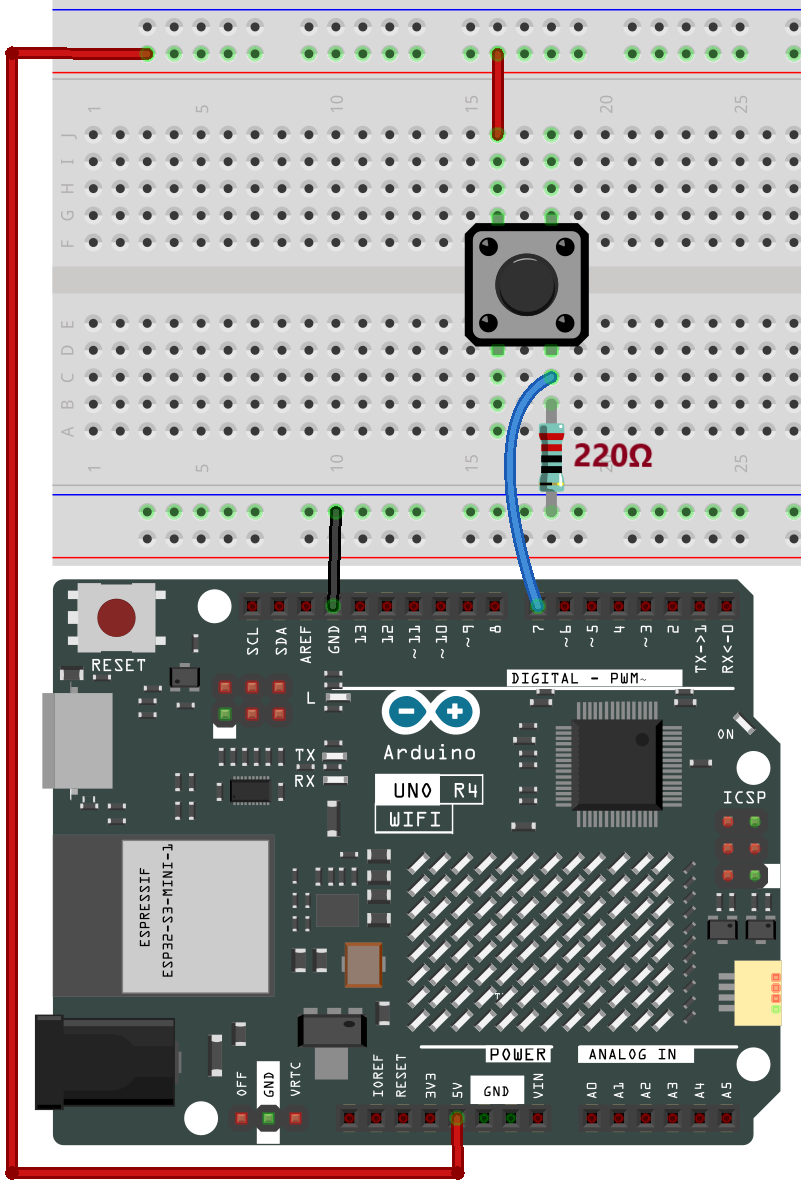 1 5 10 15 20 25
J
I
H
G
F
E
D
C
B
A
220Ω
1 5 10 15 20 25
SCL SDA AREF GND 13 12 ~11 ~10 ~9 8 7 ~6 ~5 4 ~3 2 TX->1 RX<-0
RESET
DIGITAL - PWM~
L
ON
Arduino
TX
RX
UNO R4
WIFI
ICSP
ESPRESSIF
ESP32-S3-MINI-1
POWER ANALOG IN
OFF GND VRTC IOREF RESET 3V3 5V GND VIN A0 A1 A2 A3 A4 A5